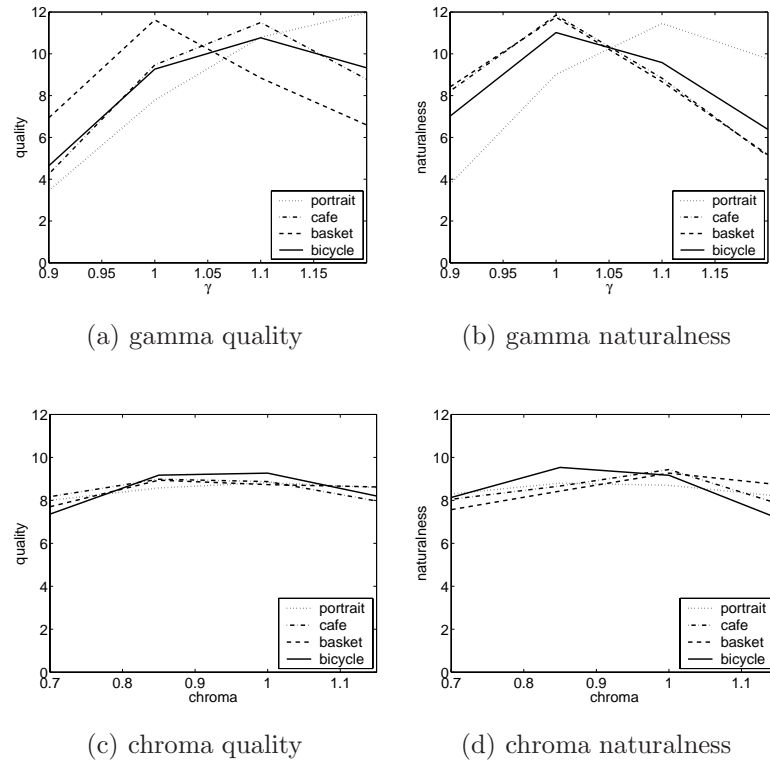 12
10
8
6
4
2
0
quality
0.9 0.95 1 1.05 1.1 1.15
γ
portrait
cafe
basket
bicycle
(a) gamma quality
12
10
8
6
4
2
0
naturalness
0.9 0.95 1 1.05 1.1 1.15
γ
portrait
cafe
basket
bicycle
(b) gamma naturalness
12
10
8
6
4
2
0
quality
0.7 0.8 0.9 1 1.1
chroma
portrait
cafe
basket
bicycle
(c) chroma quality
12
10
8
6
4
2
0
naturalness
0.7 0.8 0.9 1 1.1
chroma
portrait
cafe
basket
bicycle
(d) chroma naturalness